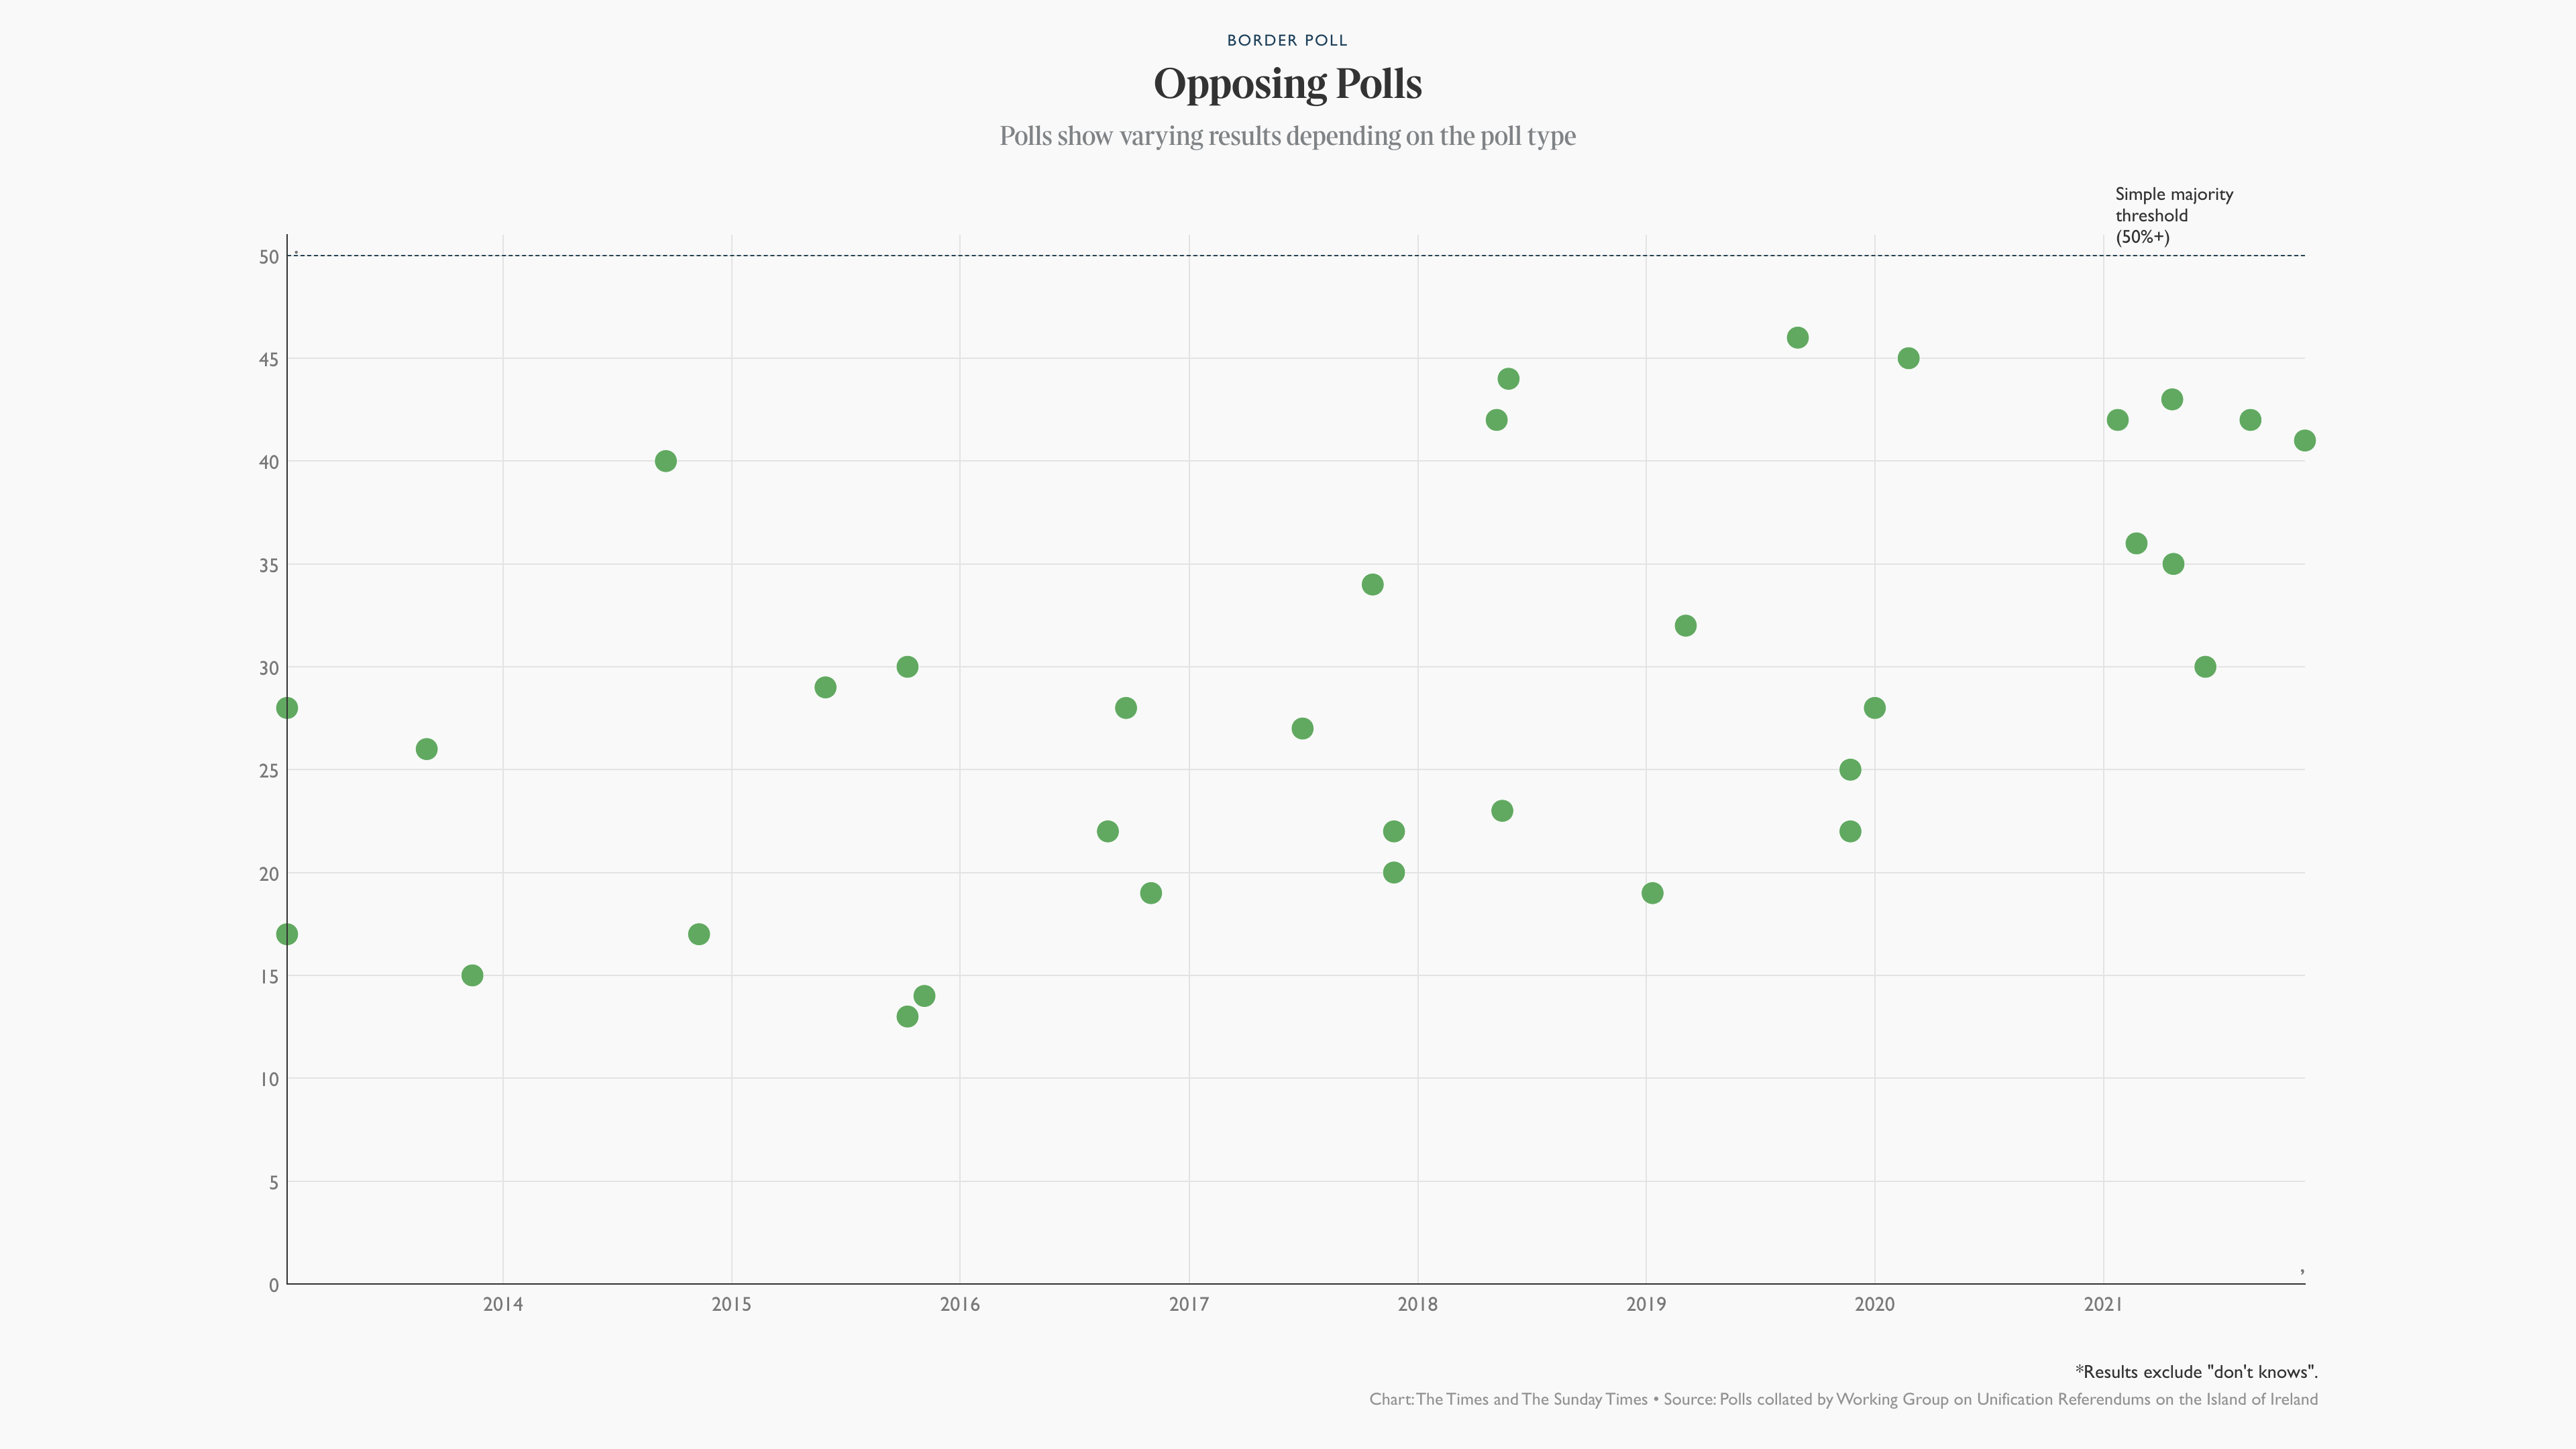 BORDER POLL
Opposing Polls
Polls show varying results depending on the poll type
Simple majority
threshold
(50%+)
50
45
40
35
30
25
20
15
10
5
0
2014 2015 2016 2017 2018 2019 2020 2021
*Results exclude "don't knows".
Chart: The Times and The Sunday Times • Source: Polls collated by Working Group on Unification Referendums on the Island of Ireland